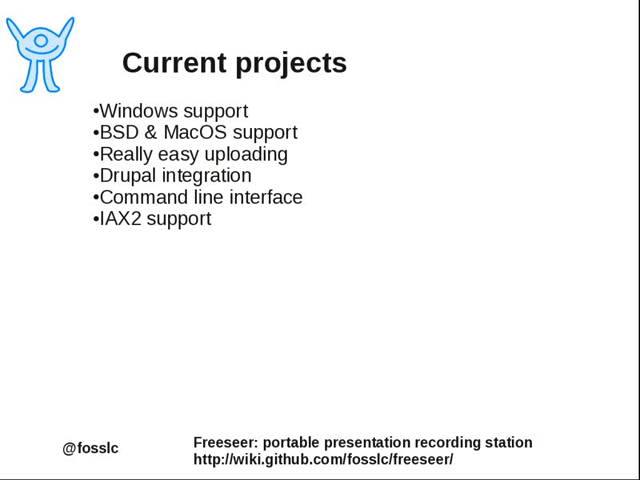 Current projects
•Windows support
•BSD & MacOS support
•Really easy uploading
•Drupal integration
•Command line interface
•IAX2 support
@fosslc
Freeseer: portable presentation recording station
http://wiki.github.com/fosslc/freeseer/